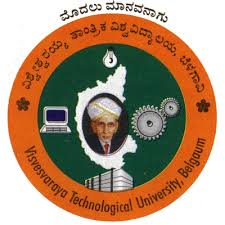 ಮೊದಲು ಮಾನವನಾಗು
ವಿಶ್ವೇಶ್ವರಯ್ಯ ತಾಂತ್ರಿಕ ವಿಶ್ವವಿದ್ಯಾಲಯ, ಬೆಳಗಾವಿ
Visvesvaraya Technological University, Belgaum